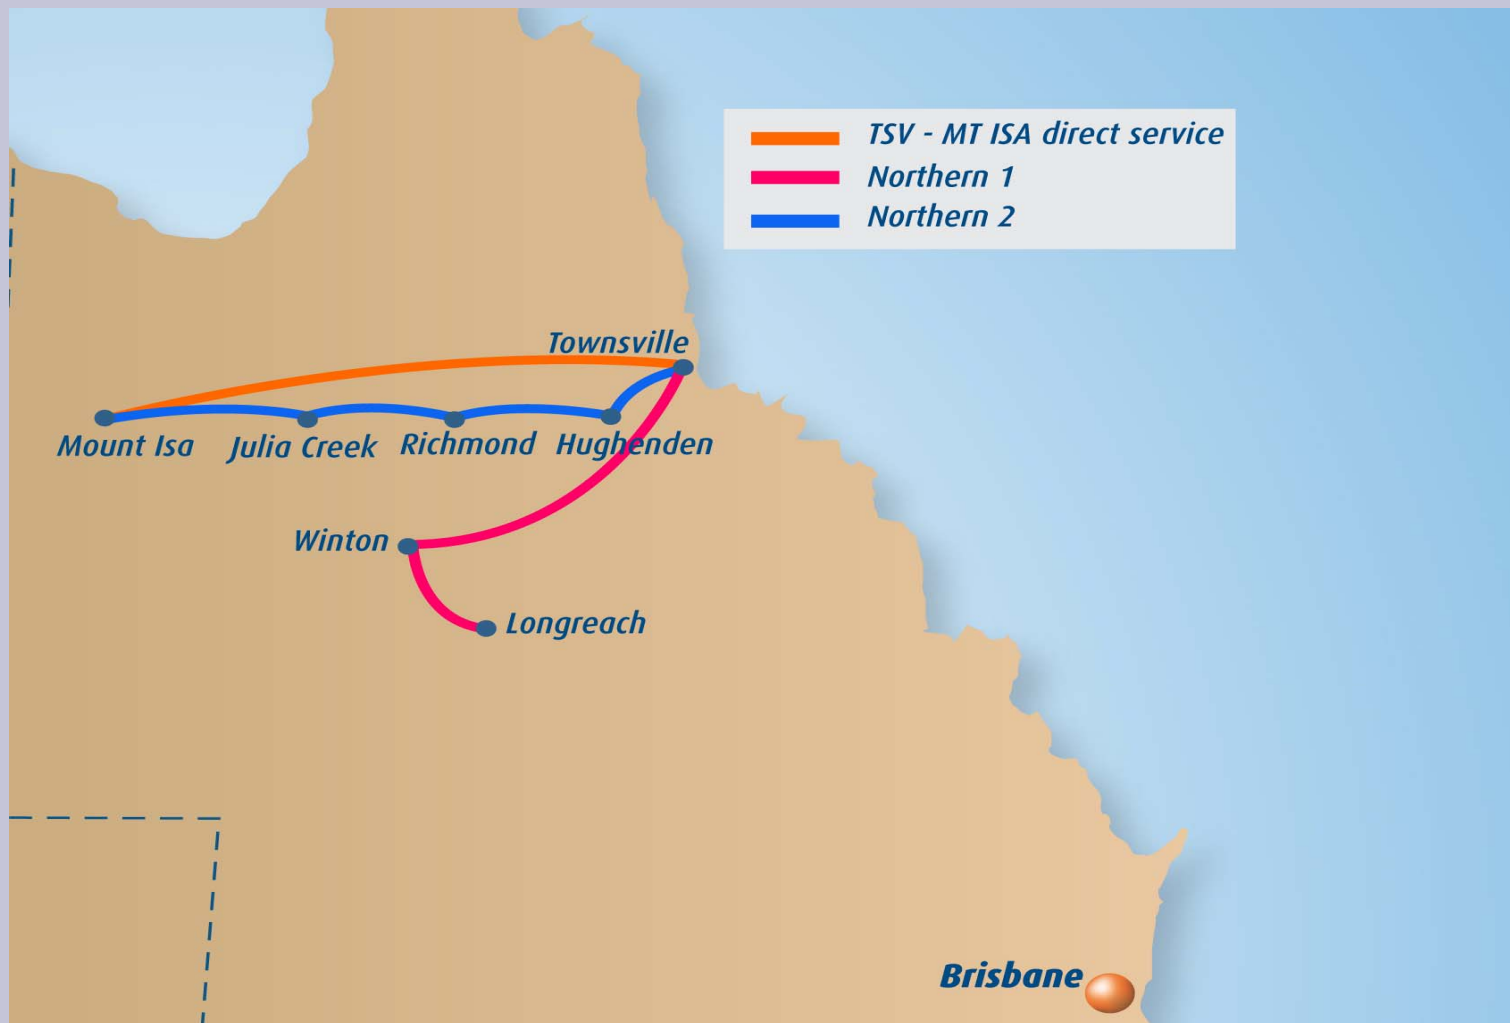 TSV - MT ISA direct service
Northern 1
Northern 2
Townsville
Mount Isa
Julia Creek
Richmond
Hughenden
Winton
Longreach
Brisbane